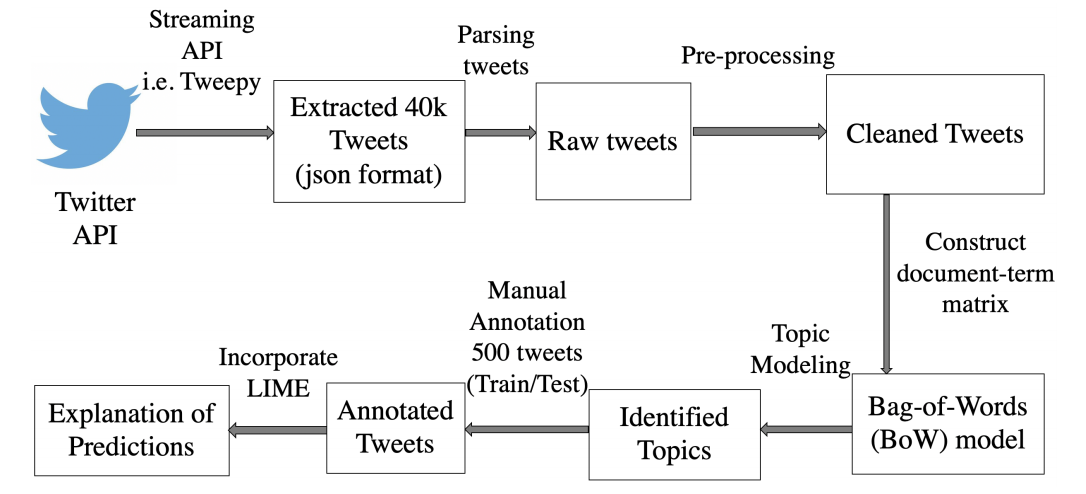 Streaming
API
i.e. Tweepy
Twitter
API
Extracted 40k
Tweets
(json format)
Parsing
tweets
Raw tweets
Pre-processing
Cleaned Tweets
Construct
document-term
matrix
Bag-of-Words
(BoW) model
Topic
Modeling
Identified
Topics
Manual
Annotation
500 tweets
(Train/Test)
Annotated
Tweets
Incorporate
LIME
Explanation of
Predictions